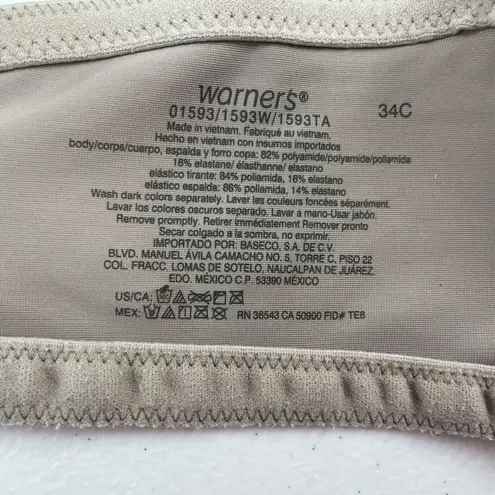 warner's®
01593/1593W/1593TA
34C
Made in vietnam. Fabriqué au vietnam.
Hecho en vietnam con insumos importados
body/corps/cuerpo, espalda y forro copa: 82% polyamide/polyamide/poliamida
18% elastane/ élasthanne/ elastano
elástico tirante: 84% poliamida, 16% elastano
elástico espalda: 86% poliamida, 14% elastano
Wash dark colors separately. Laver les couleurs foncées séparément.
Lavar los colores oscuros separado. Lavar a mano-Usar jabón.
Remove promptly. Retirer immédiatement Remover pronto
Secar colgado a la sombra, no exprimir.
IMPORTADO POR: BASECO, S.A. DE C.V.
BLVD. MANUEL ÁVILA CAMACHO NO. 5, TORRE C, PISO 22
COL. FRACC. LOMAS DE SOTELO, NAUCALPAN DE JUÁREZ,
EDO. MÉXICO C.P. 53390 MÉXICO
US/CA:
MEX: RN 36543 CA 50900 FID# TE8